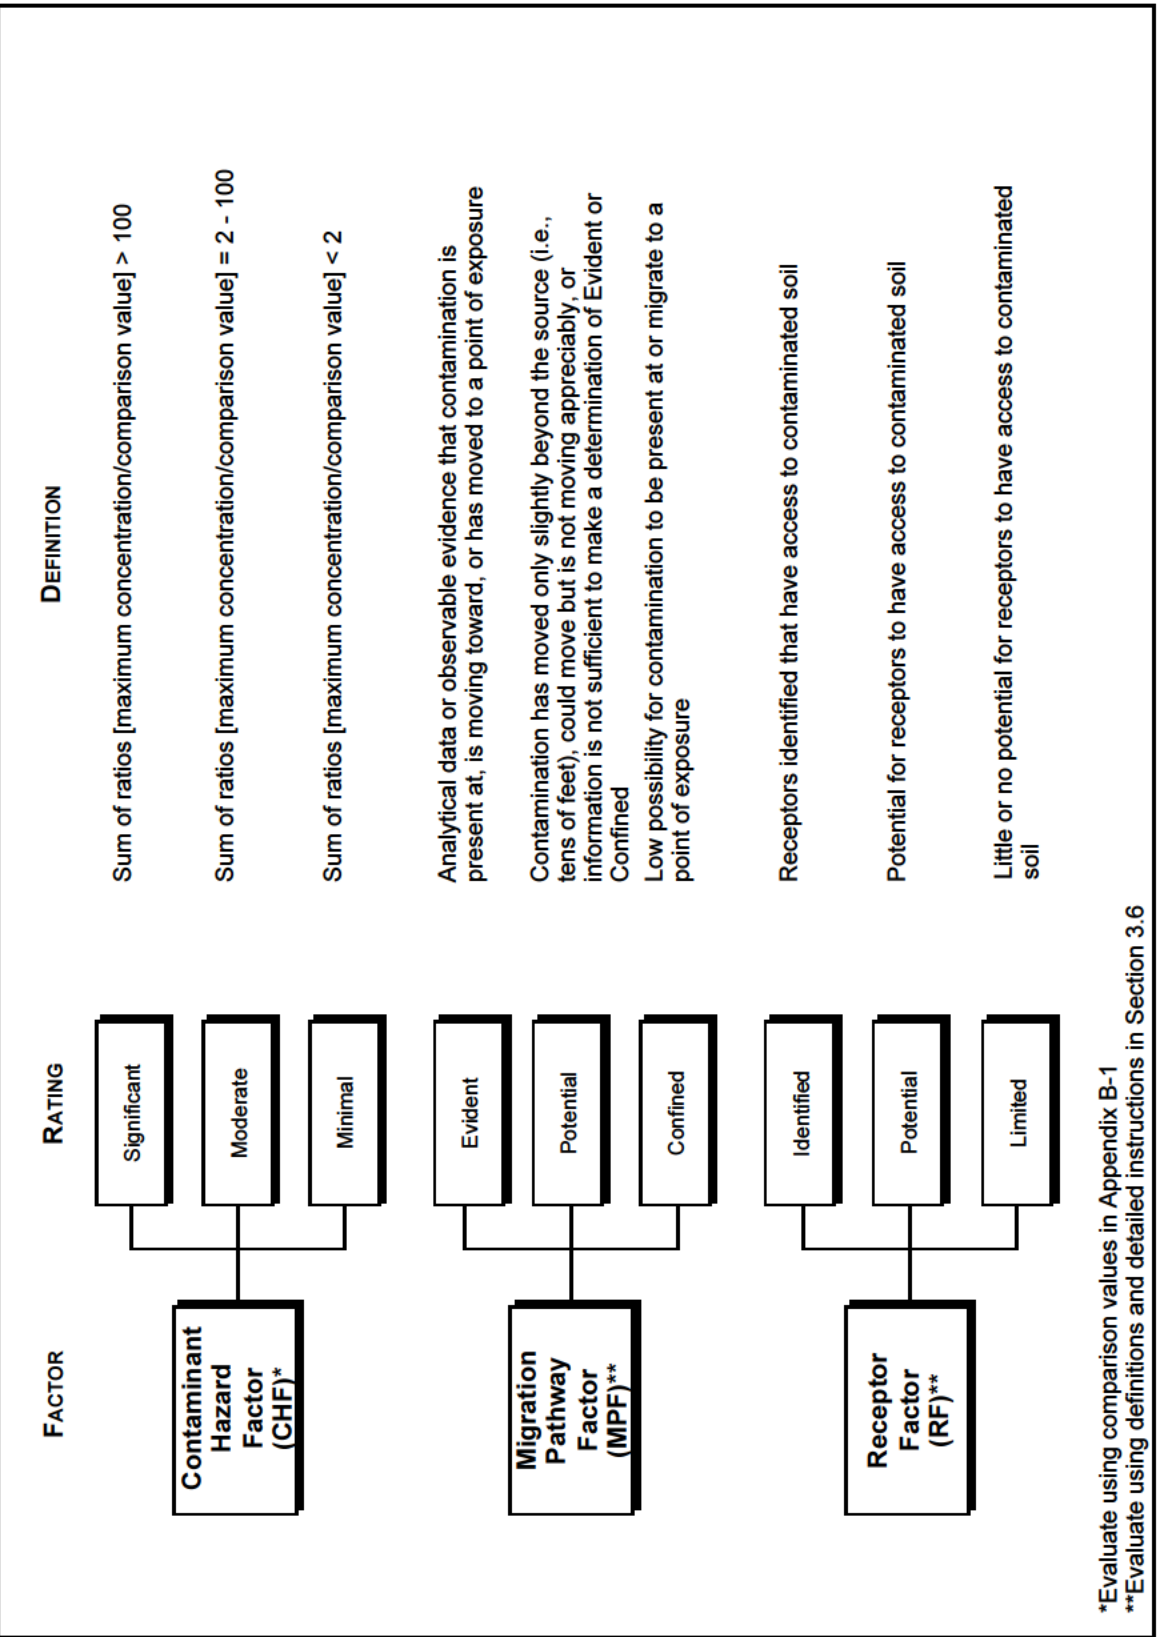 FACTOR
RATING
DEFINITION
Contaminant
Hazard
Factor
(CHF)*
Significant
Sum of ratios [maximum concentration/comparison value] > 100
Moderate
Sum of ratios [maximum concentration/comparison value] = 2 - 100
Minimal
Sum of ratios [maximum concentration/comparison value] < 2
Migration
Pathway
Factor
(MPF)**
Evident
Analytical data or observable evidence that contamination is
present at, is moving toward, or has moved to a point of exposure
Potential
Contamination has moved only slightly beyond the source (i.e.,
tens of feet), could move but is not moving appreciably, or
information is not sufficient to make a determination of Evident or
Confined
Confined
Low possibility for contamination to be present at or migrate to a
point of exposure
Receptor
Factor
(RF)**
Identified
Receptors identified that have access to contaminated soil
Potential
Potential for receptors to have access to contaminated soil
Limited
Little or no potential for receptors to have access to contaminated
soil
*Evaluate using comparison values in Appendix B-1
**Evaluate using definitions and detailed instructions in Section 3.6